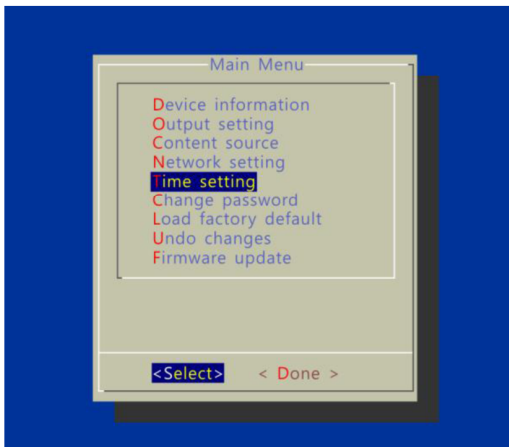 Main Menu
Device information
Output setting
Content source
Network setting
Time setting
Change password
Load factory default
Undo changes
Firmware update
<Select> < Done >